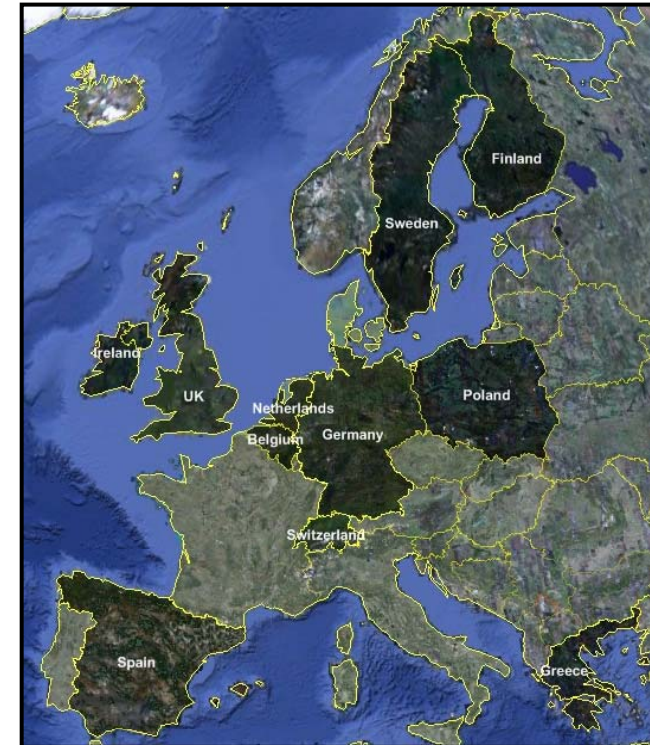 Finland
Sweden
Ireland
UK
Netherlands
Poland
Belgium
Germany
Switzerland
Spain
Greece